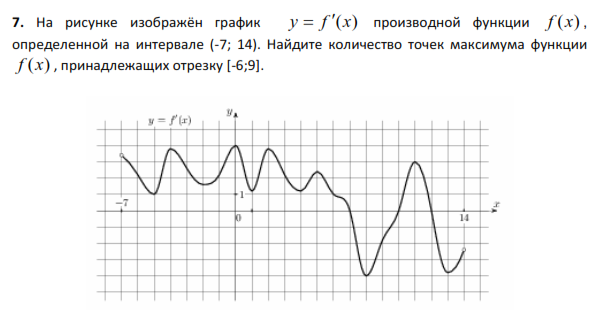 7. На рисунке изображён график y = f′(x) производной функции f(x),
определенной на интервале (-7; 14). Найдите количество точек максимума функции
f(x), принадлежащих отрезку [-6;9].
y = f′(x)
y
1
−7
0
14
x